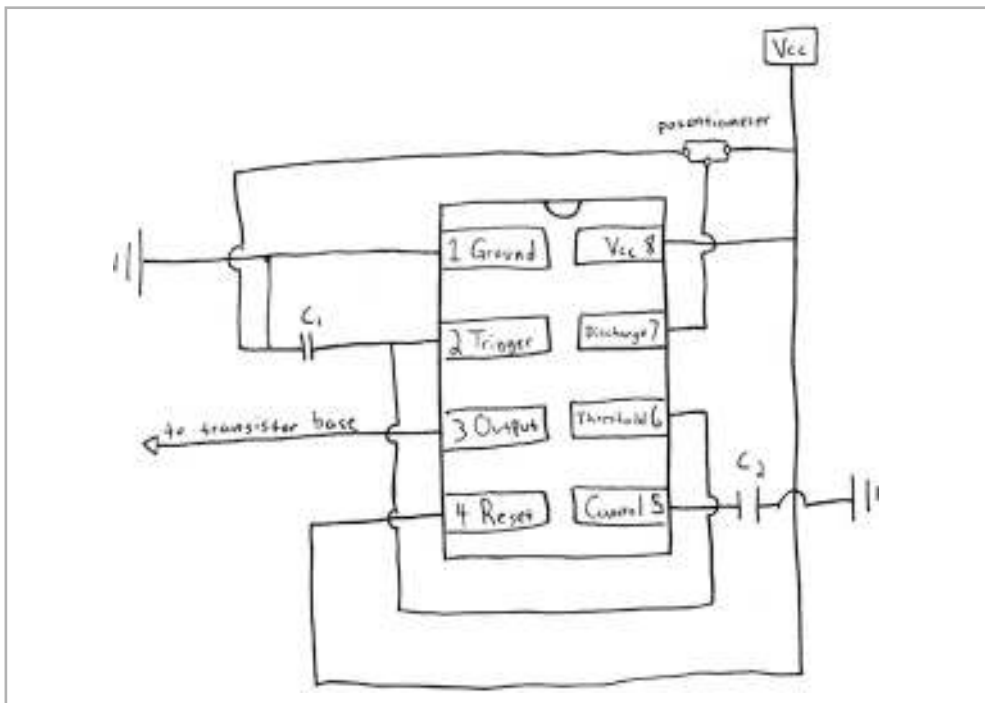 Vcc
potentiometer
1 Ground
Vcc 8
C1
2 Trigger
Discharge 7
to transistor base
3 Output
Threshold 6
C2
4 Reset
Control 5